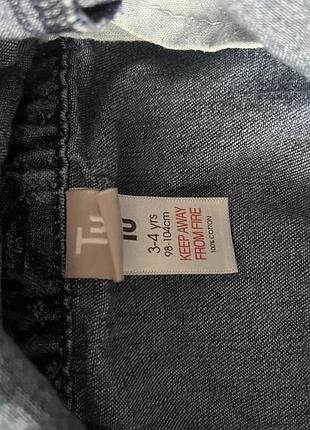 Tu
Tu
3-4 yrs
98-104cm
KEEP AWAY
FROM FIRE
100% COTTON